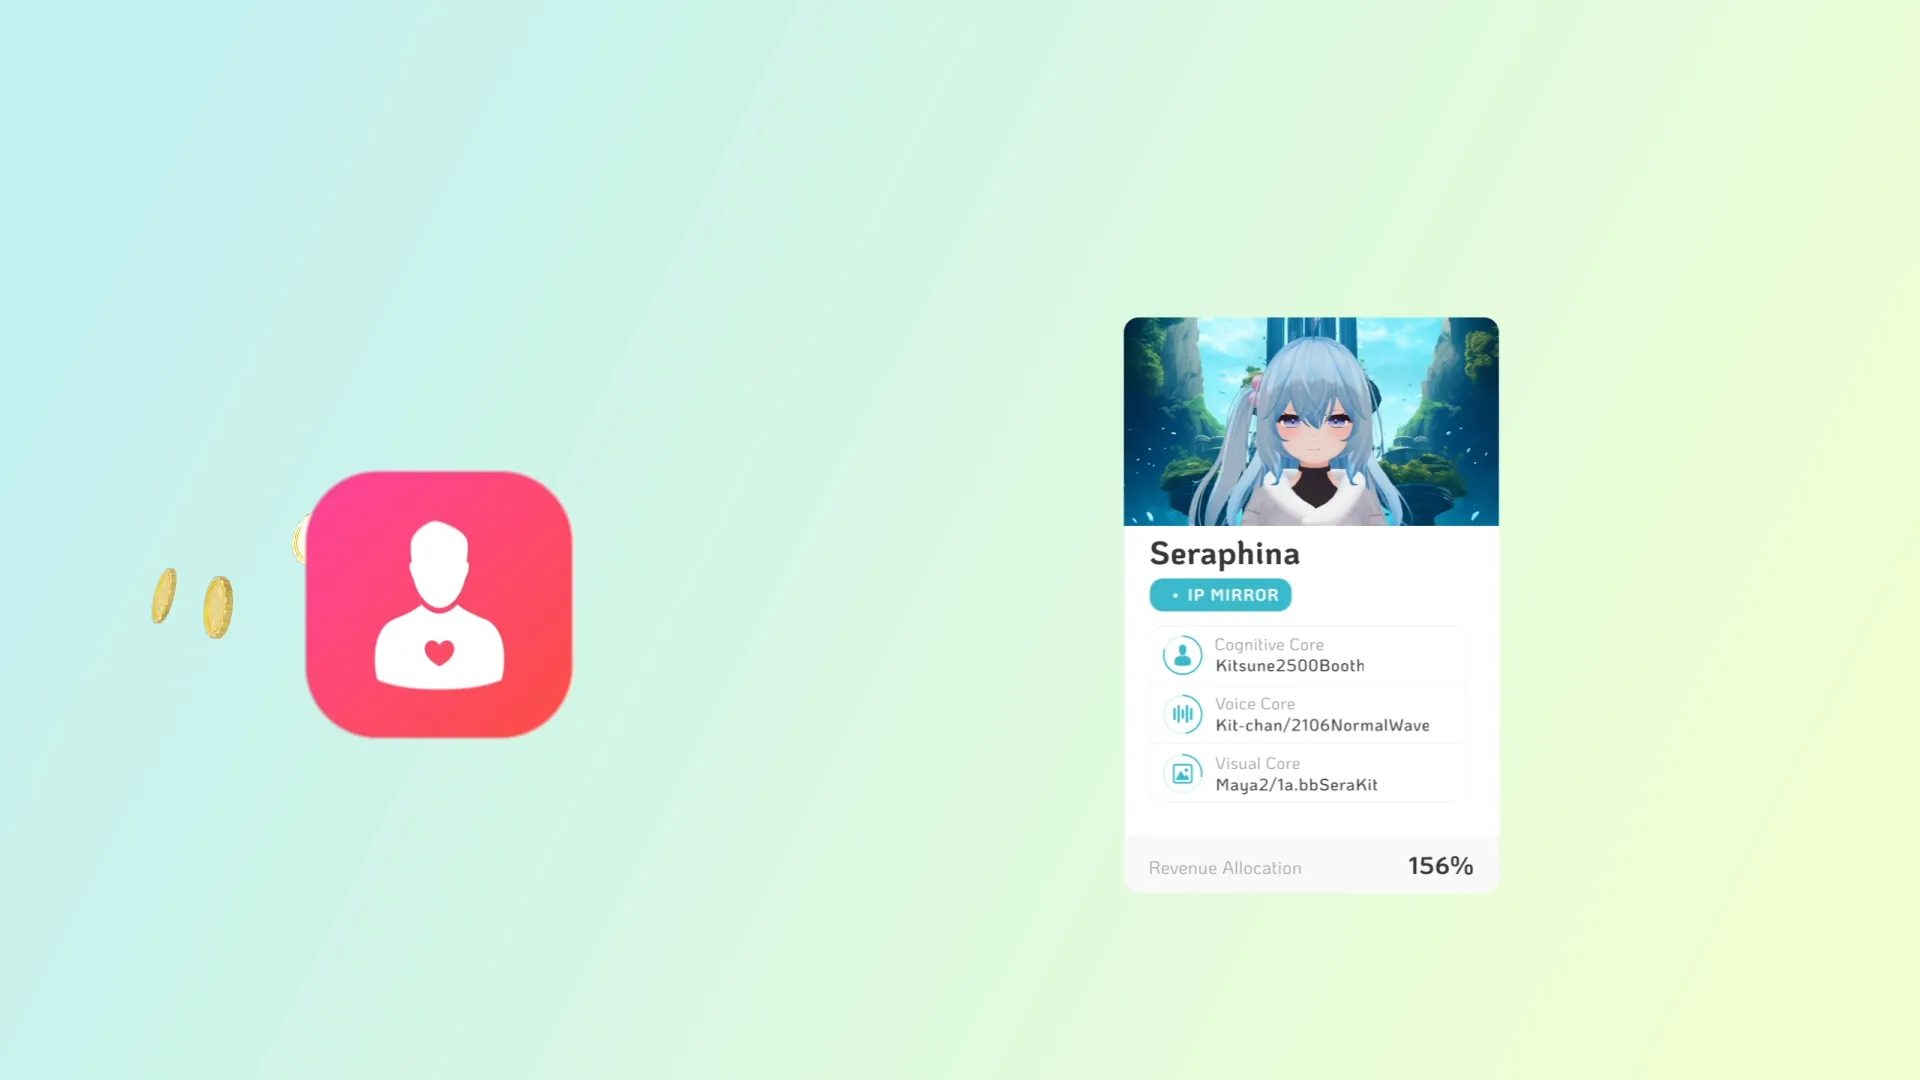 Seraphina
• IP MIRROR
Cognitive Core
Kitsune2500Booth
Voice Core
Kit-chan/2106NormalWave
Visual Core
Maya2/1a.bbSeraKit
Revenue Allocation 156%